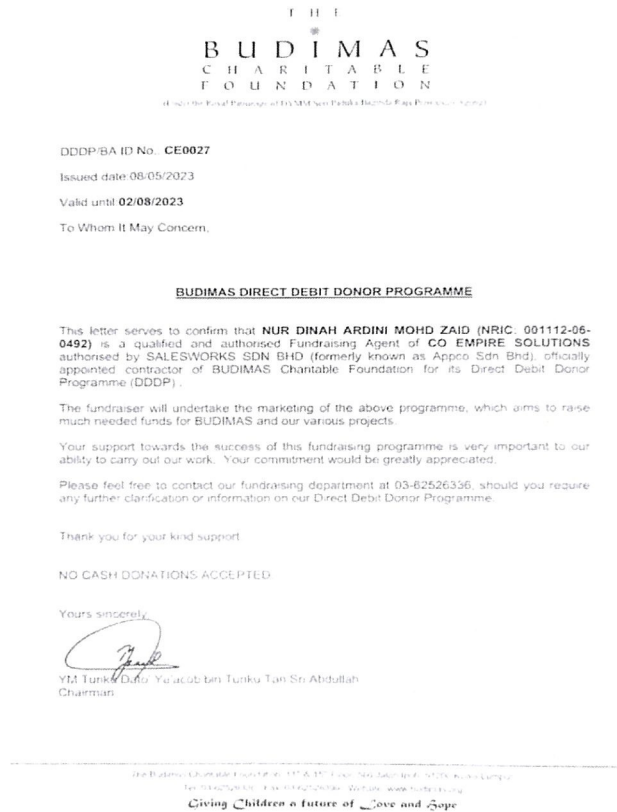 THE
BUDIMAS
CHARITABLE
FOUNDATION
DDDP/BA ID No. CE0027
Issued date 08/05/2023
Valid until 02/08/2023
To Whom It May Concern,
BUDIMAS DIRECT DEBIT DONOR PROGRAMME
This letter serves to confirm that NUR DINAH ARDINI MOHD ZAID (NRIC: 001112-06-
0492) is a qualified and authorised Fundraising Agent of CO EMPIRE SOLUTIONS
authorised by SALESWORKS SDN BHD (formerly known as Appco Sdn Bhd), officially
appointed contractor of BUDIMAS Charitable Foundation for its Direct Debit Donor
Programme (DDDP) .
The fundraiser will undertake the marketing of the above programme, which aims to raise
much needed funds for BUDIMAS and our various projects.
Your support towards the success of this fundraising programme is very important to our
ability to carry out our work. Your commitment would be greatly appreciated.
Please feel free to contact our fundraising department at 03-62526336, should you require
any further clarification or information on our Direct Debit Donor Programme.
Thank you for your kind support
NO CASH DONATIONS ACCEPTED
Yours sincerely
YM Tunku Dato' Ya'acob bin Tunku Tan Sri Abdullah
Chairman
The Budimas Charitable Foundation
Giving Children a future of Love and Hope